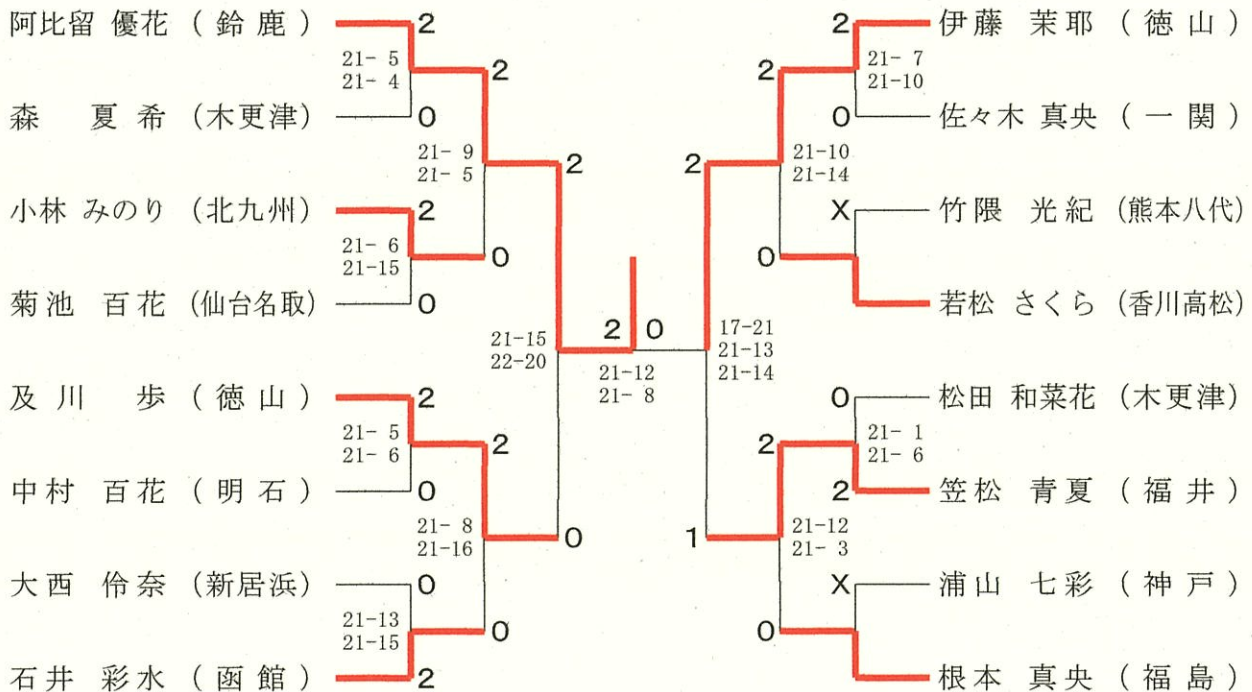 阿比留 優花 ( 鈴 鹿 ) 2
2 伊藤 茉耶 ( 徳 山 )
21- 5
21- 4
2
2
21- 7
21-10
森 夏 希 (木更津) 0
0 佐々木 真央 ( 一 関 )
21- 9
21- 5
2
2
21-10
21-14
小林 みのり (北九州) 2
X 竹隈 光紀 (熊本八代)
21- 6
21-15
0
0
菊池 百花 (仙台名取) 0
若松 さくら (香川高松)
21-15
22-20
2 0
17-21
21-13
21-14
21-12
21- 8
及 川 歩 ( 徳 山 ) 2
0 松田 和菜花 (木更津)
21- 5
21- 6
2
2
21- 1
21- 6
中村 百花 ( 明 石 ) 0
2 笠松 青夏 ( 福 井 )
21- 8
21-16
0
1
21-12
21- 3
大西 伶奈 (新居浜) 0
X 浦山 七彩 ( 神 戸 )
21-13
21-15
0
0
石井 彩水 ( 函 館 ) 2
根本 真央 ( 福 島 )